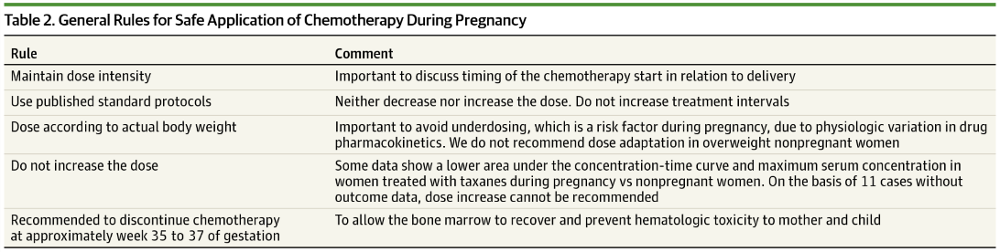 Table 2. General Rules for Safe Application of Chemotherapy During Pregnancy
Rule Comment
Maintain dose intensity Important to discuss timing of the chemotherapy start in relation to delivery
Use published standard protocols Neither decrease nor increase the dose. Do not increase treatment intervals
Dose according to actual body weight Important to avoid underdosing, which is a risk factor during pregnancy, due to physiologic variation in drug
pharmacokinetics. We do not recommend dose adaptation in overweight nonpregnant women
Do not increase the dose Some data show a lower area under the concentration-time curve and maximum serum concentration in
women treated with taxanes during pregnancy vs nonpregnant women. On the basis of 11 cases without
outcome data, dose increase cannot be recommended
Recommended to discontinue chemotherapy To allow the bone marrow to recover and prevent hematologic toxicity to mother and child
at approximately week 35 to 37 of gestation